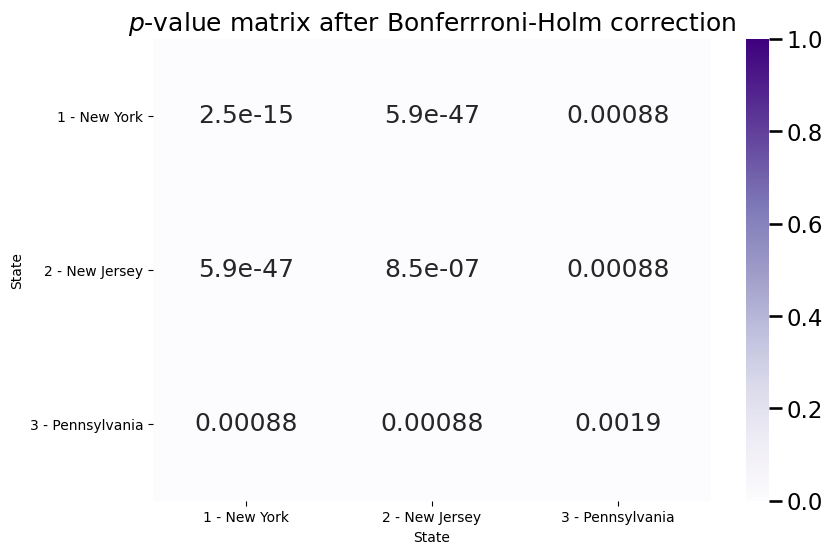 p-value matrix after Bonferrroni-Holm correction
1.0
1 - New York
2.5e-15 5.9e-47 0.00088
0.8
0.6
State
2 - New Jersey
5.9e-47 8.5e-07 0.00088
0.4
0.2
3 - Pennsylvania
0.00088 0.00088 0.0019
0.0
1 - New York 2 - New Jersey 3 - Pennsylvania
State